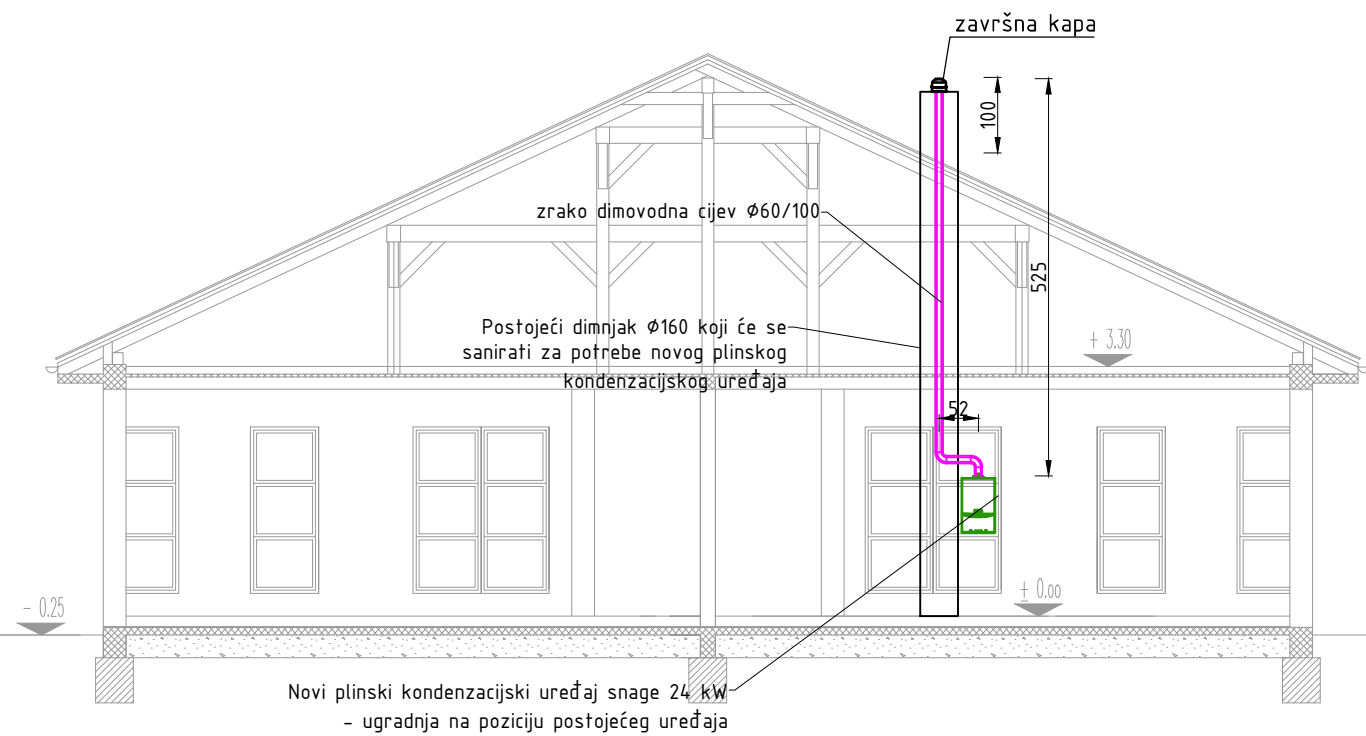 završna kapa
100
zrako dimovodna cijev Ø60/100
525
Postojeći dimnjak Ø160 koji će se
sanirati za potrebe novog plinskog
kondenzacijskog uređaja
+ 3.30
52
- 0.25
± 0.00
Novi plinski kondenzacijski uređaj snage 24 kW
- ugradnja na poziciju postojećeg uređaja